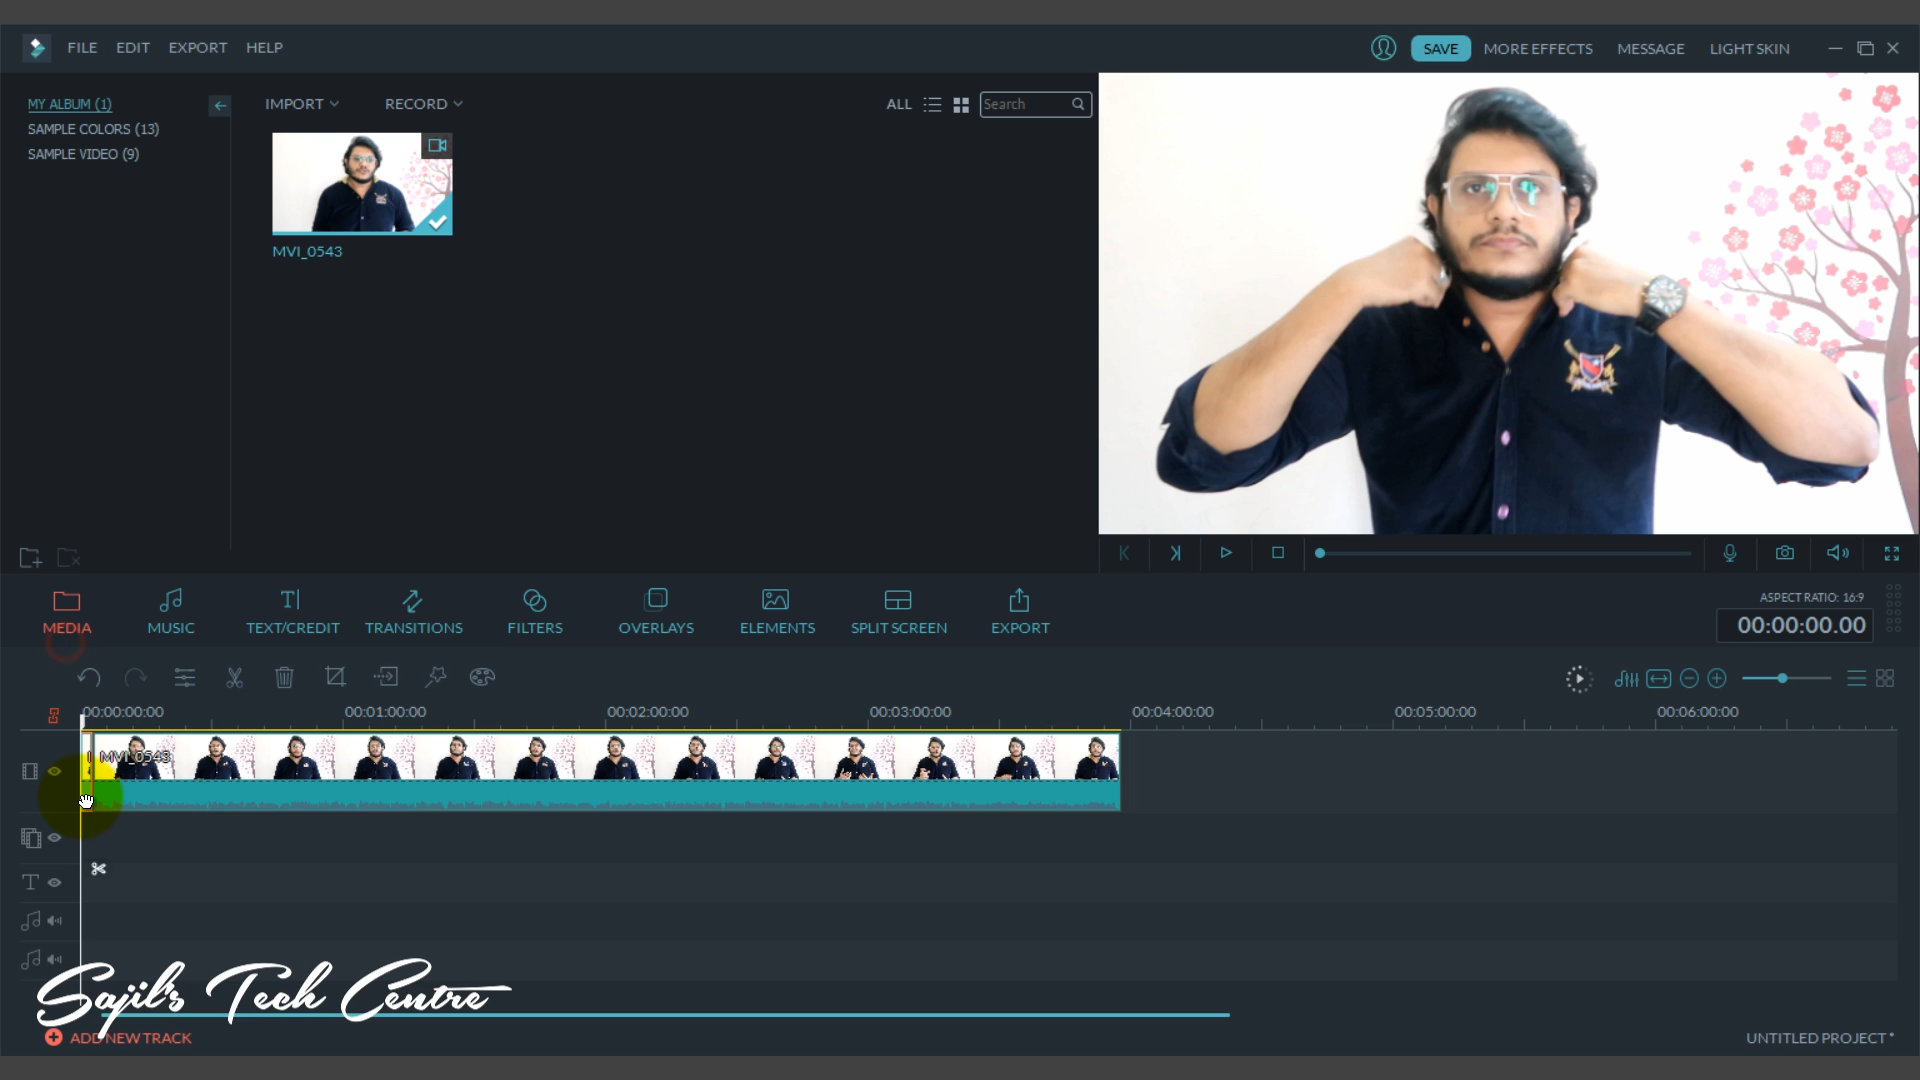 FILE EDIT EXPORT HELP
SAVE MORE EFFECTS MESSAGE LIGHT SKIN
MY ALBUM (1)
SAMPLE COLORS (13)
SAMPLE VIDEO (9)
IMPORT RECORD
ALL Search
MVI_0543
MEDIA MUSIC TEXT/CREDIT TRANSITIONS FILTERS OVERLAYS ELEMENTS SPLIT SCREEN EXPORT
ASPECT RATIO: 16:9
00:00:00.00
00:00:00:00 00:01:00:00 00:02:00:00 00:03:00:00 00:04:00:00 00:05:00:00 00:06:00:00
MVI_0543
Sajil's Tech Centre
ADD NEW TRACK
UNTITLED PROJECT *